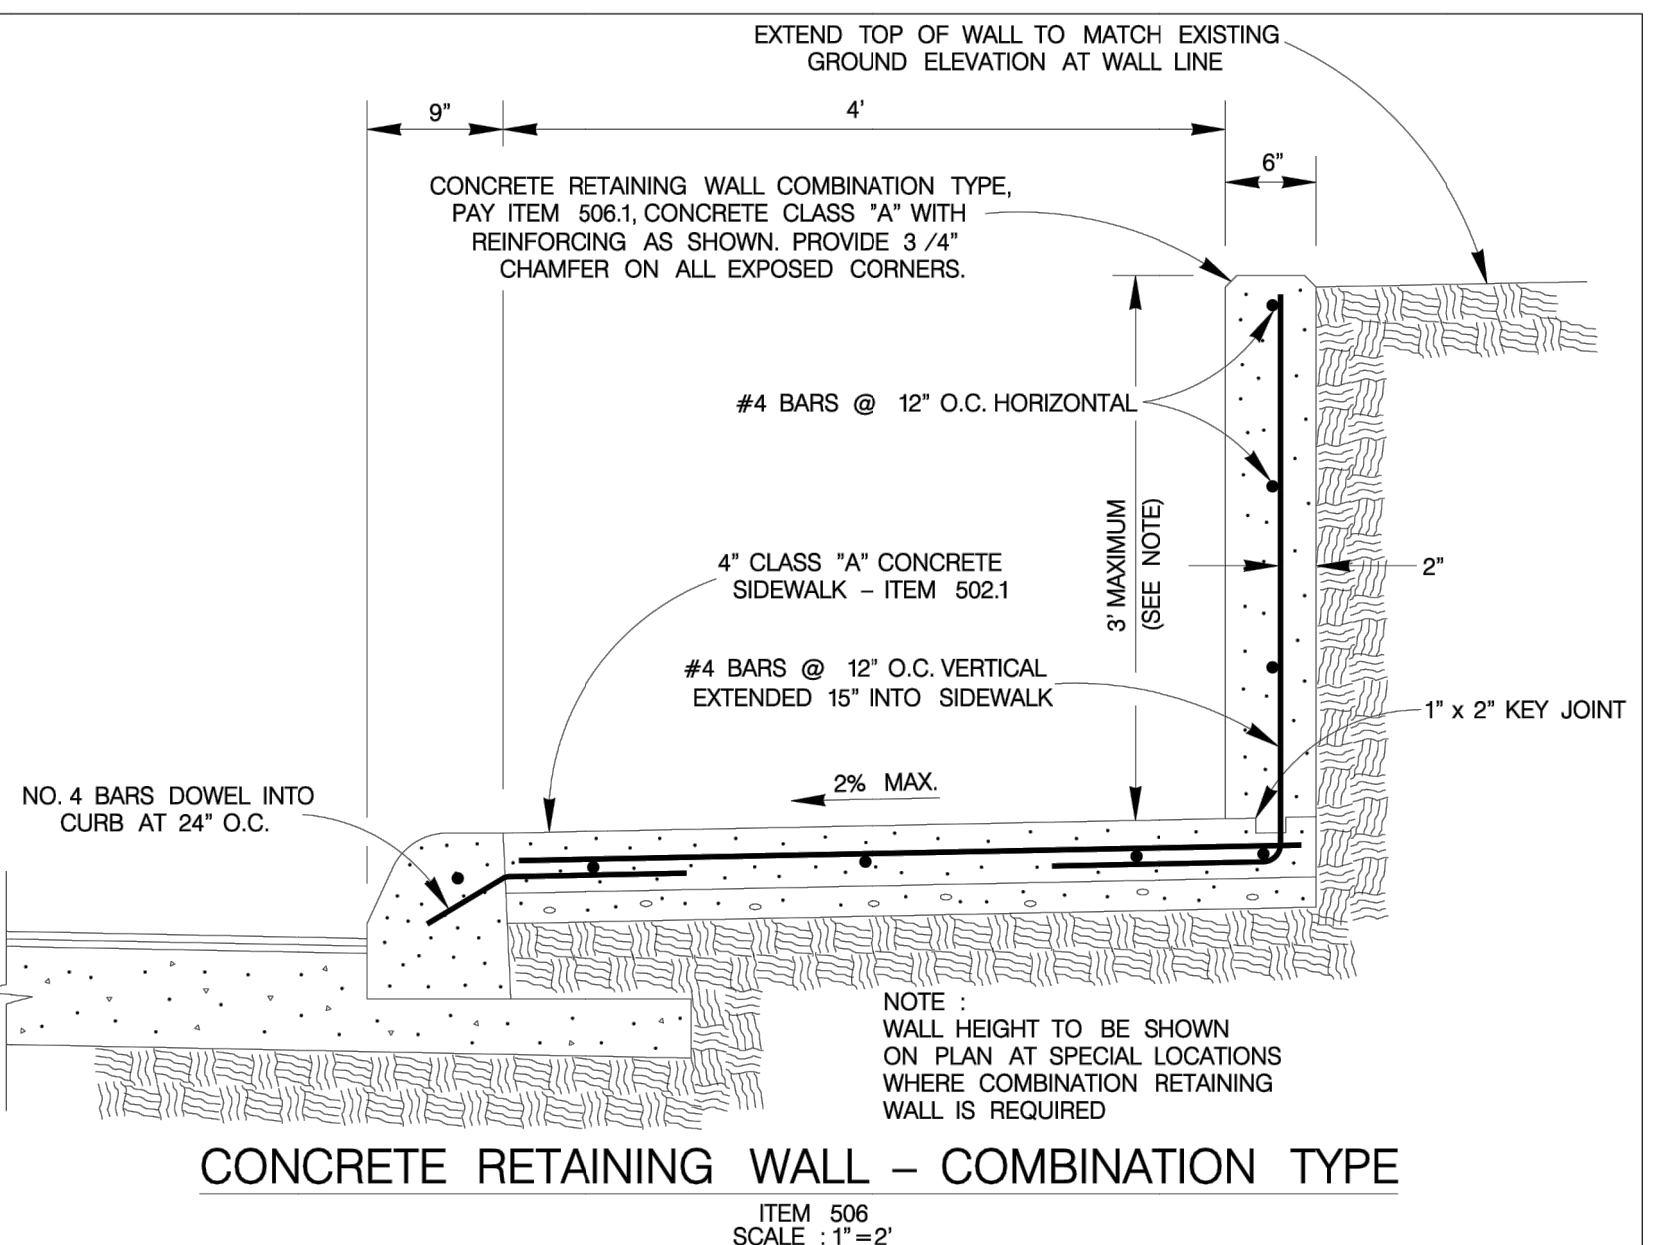 EXTEND TOP OF WALL TO MATCH EXISTING
GROUND ELEVATION AT WALL LINE
9"
4'
6"
CONCRETE RETAINING WALL COMBINATION TYPE,
PAY ITEM 506.1, CONCRETE CLASS "A" WITH
REINFORCING AS SHOWN. PROVIDE 3 /4"
CHAMFER ON ALL EXPOSED CORNERS.
#4 BARS @ 12" O.C. HORIZONTAL
3' MAXIMUM
(SEE NOTE)
4" CLASS "A" CONCRETE
SIDEWALK – ITEM 502.1
2"
#4 BARS @ 12" O.C. VERTICAL
EXTENDED 15" INTO SIDEWALK
1" x 2" KEY JOINT
2% MAX.
NO. 4 BARS DOWEL INTO
CURB AT 24" O.C.
NOTE :
WALL HEIGHT TO BE SHOWN
ON PLAN AT SPECIAL LOCATIONS
WHERE COMBINATION RETAINING
WALL IS REQUIRED
CONCRETE RETAINING WALL – COMBINATION TYPE
ITEM 506
SCALE : 1"=2'